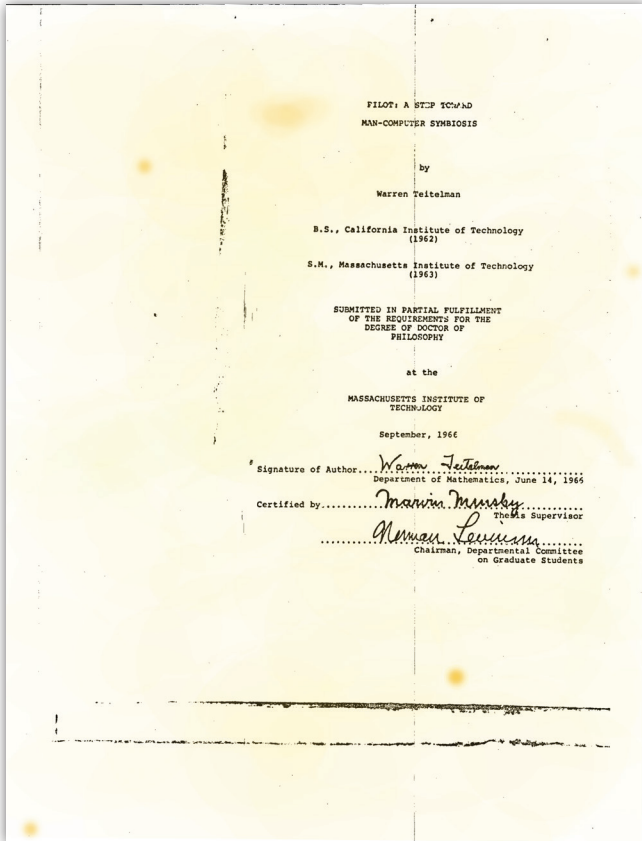 PILOT: A STEP TOWARD
MAN-COMPUTER SYMBIOSIS
by
Warren Teitelman
B.S., California Institute of Technology
(1962)
S.M., Massachusetts Institute of Technology
(1963)
SUBMITTED IN PARTIAL FULFILLMENT
OF THE REQUIREMENTS FOR THE
DEGREE OF DOCTOR OF
PHILOSOPHY
at the
MASSACHUSETTS INSTITUTE OF
TECHNOLOGY
September, 1966
Signature of Author....Warren Teitelman..............
Department of Mathematics, June 14, 1966
Certified by..........Marvin Minsky..........
Thesis Supervisor
..........Norman Levinson..........
Chairman, Departmental Committee
on Graduate Students